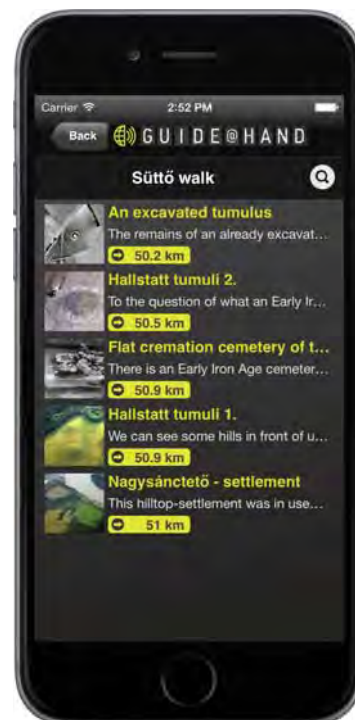 Carrier 2:52 PM
Back GUIDE@HAND
Süttő walk
An excavated tumulus
The remains of an already excavat...
50.2 km
Hallstatt tumuli 2.
To the question of what an Early Ir...
50.5 km
Flat cremation cemetery of t...
There is an Early Iron Age cemeter...
50.9 km
Hallstatt tumuli 1.
We can see some hills in front of u...
50.9 km
Nagysánctető - settlement
This hilltop-settlement was in use...
51 km